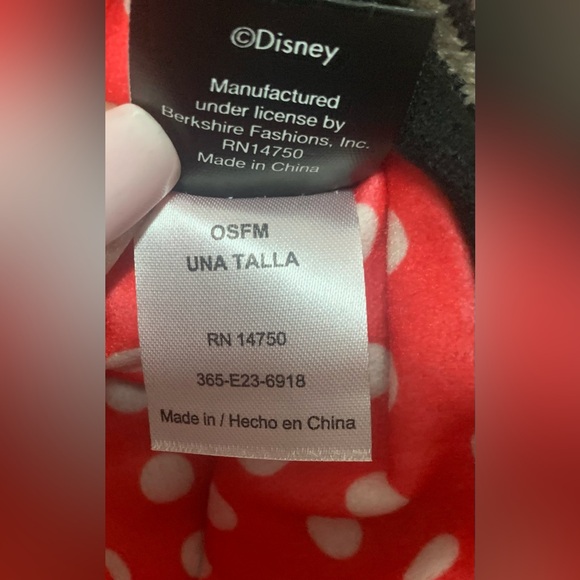 ©Disney
Manufactured
under license by
Berkshire Fashions, Inc.
RN14750
Made in China
OSFM
UNA TALLA
RN 14750
365-E23-6918
Made in / Hecho en China